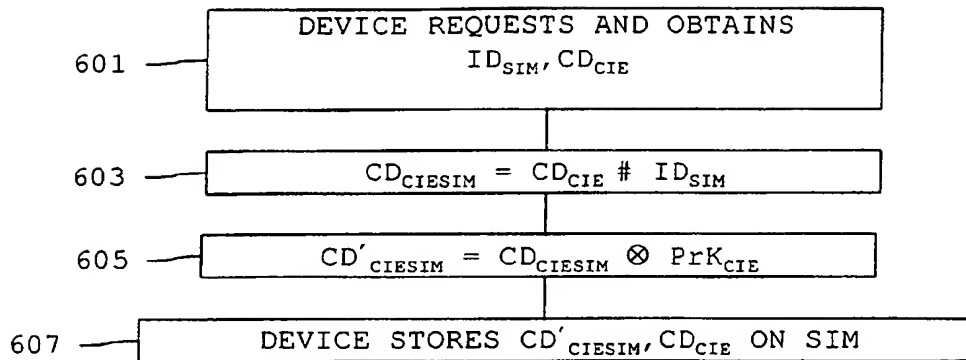 DEVICE REQUESTS AND OBTAINS
601
ID_SIM, CD_CIE
603
CD_CIESIM = CD_CIE # ID_SIM
605
CD'_CIESIM = CD_CIESIM ⊗ PrK_CIE
607
DEVICE STORES CD'_CIESIM, CD_CIE ON SIM